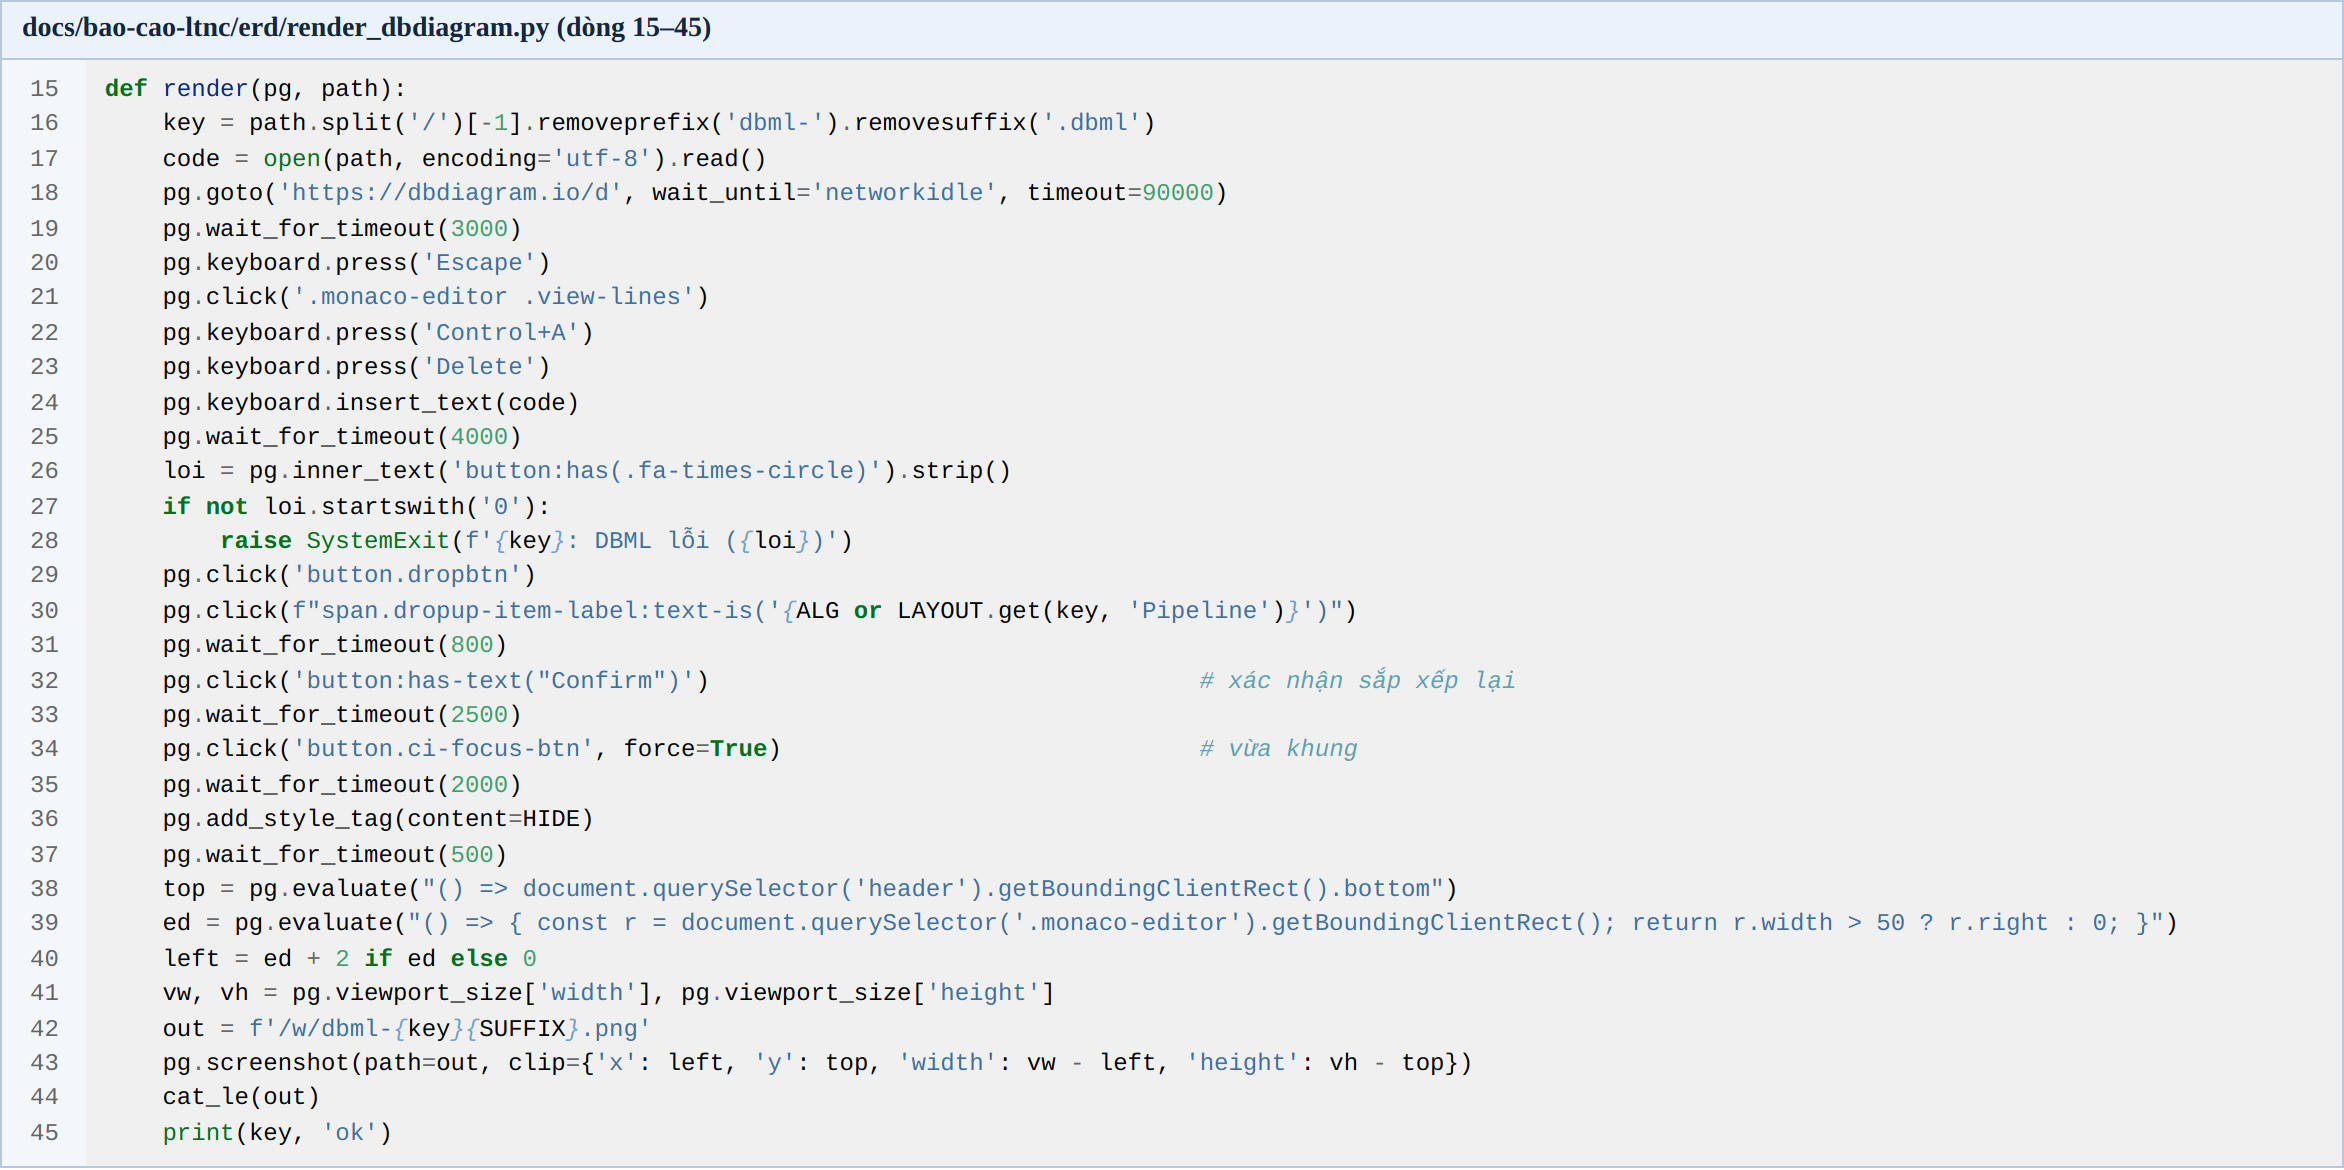 docs/bao-cao-ltnc/erd/render_dbdiagram.py (dòng 15–45)
15 def render(pg, path):
16     key = path.split('/')[-1].removeprefix('dbml-').removesuffix('.dbml')
17     code = open(path, encoding='utf-8').read()
18     pg.goto('https://dbdiagram.io/d', wait_until='networkidle', timeout=90000)
19     pg.wait_for_timeout(3000)
20     pg.keyboard.press('Escape')
21     pg.click('.monaco-editor .view-lines')
22     pg.keyboard.press('Control+A')
23     pg.keyboard.press('Delete')
24     pg.keyboard.insert_text(code)
25     pg.wait_for_timeout(4000)
26     loi = pg.inner_text('button:has(.fa-times-circle)').strip()
27     if not loi.startswith('0'):
28         raise SystemExit(f'{key}: DBML lỗi ({loi})')
29     pg.click('button.dropbtn')
30     pg.click(f"span.dropup-item-label:text-is('{ALG or LAYOUT.get(key, 'Pipeline')}')")
31     pg.wait_for_timeout(800)
32     pg.click('button:has-text("Confirm")')                                  # xác nhận sắp xếp lại
33     pg.wait_for_timeout(2500)
34     pg.click('button.ci-focus-btn', force=True)                             # vừa khung
35     pg.wait_for_timeout(2000)
36     pg.add_style_tag(content=HIDE)
37     pg.wait_for_timeout(500)
38     top = pg.evaluate("() => document.querySelector('header').getBoundingClientRect().bottom")
39     ed = pg.evaluate("() => { const r = document.querySelector('.monaco-editor').getBoundingClientRect(); return r.width > 50 ? r.right : 0; }")
40     left = ed + 2 if ed else 0
41     vw, vh = pg.viewport_size['width'], pg.viewport_size['height']
42     out = f'/w/dbml-{key}{SUFFIX}.png'
43     pg.screenshot(path=out, clip={'x': left, 'y': top, 'width': vw - left, 'height': vh - top})
44     cat_le(out)
45     print(key, 'ok')